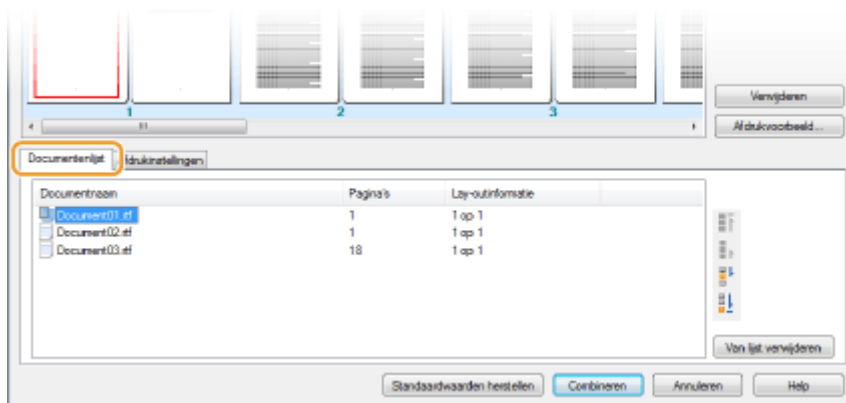 Verwijderen
1 2 3
Afdrukvoorbeeld...
Documentenlijst fdrukinstellingen
Documentnaam Pagina's Lay-outinformatie
Document01.rtf 1 1 op 1
Document02.rtf 1 1 op 1
Document03.rtf 18 1 op 1
Van lijst verwijderen
Standaardwaarden herstellen Combineren Annuleren Help